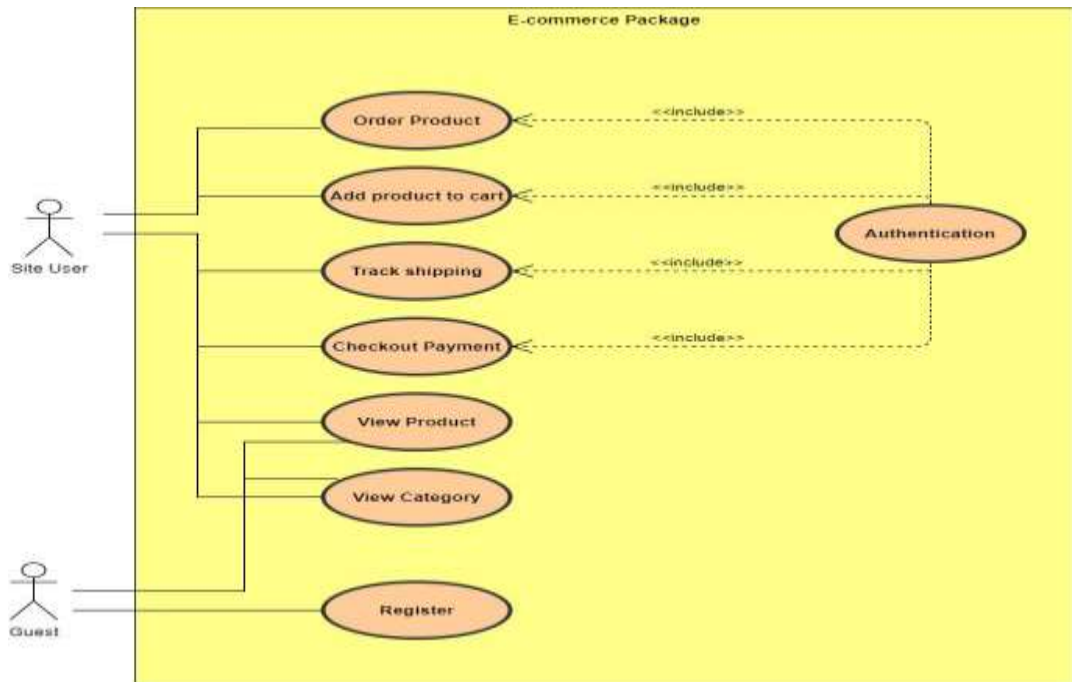 E-commerce Package
Order Product
<<include>>
Add product to cart
<<include>>
Authentication
Site User
Track shipping
<<include>>
Checkout Payment
<<include>>
View Product
View Category
Guest
Register